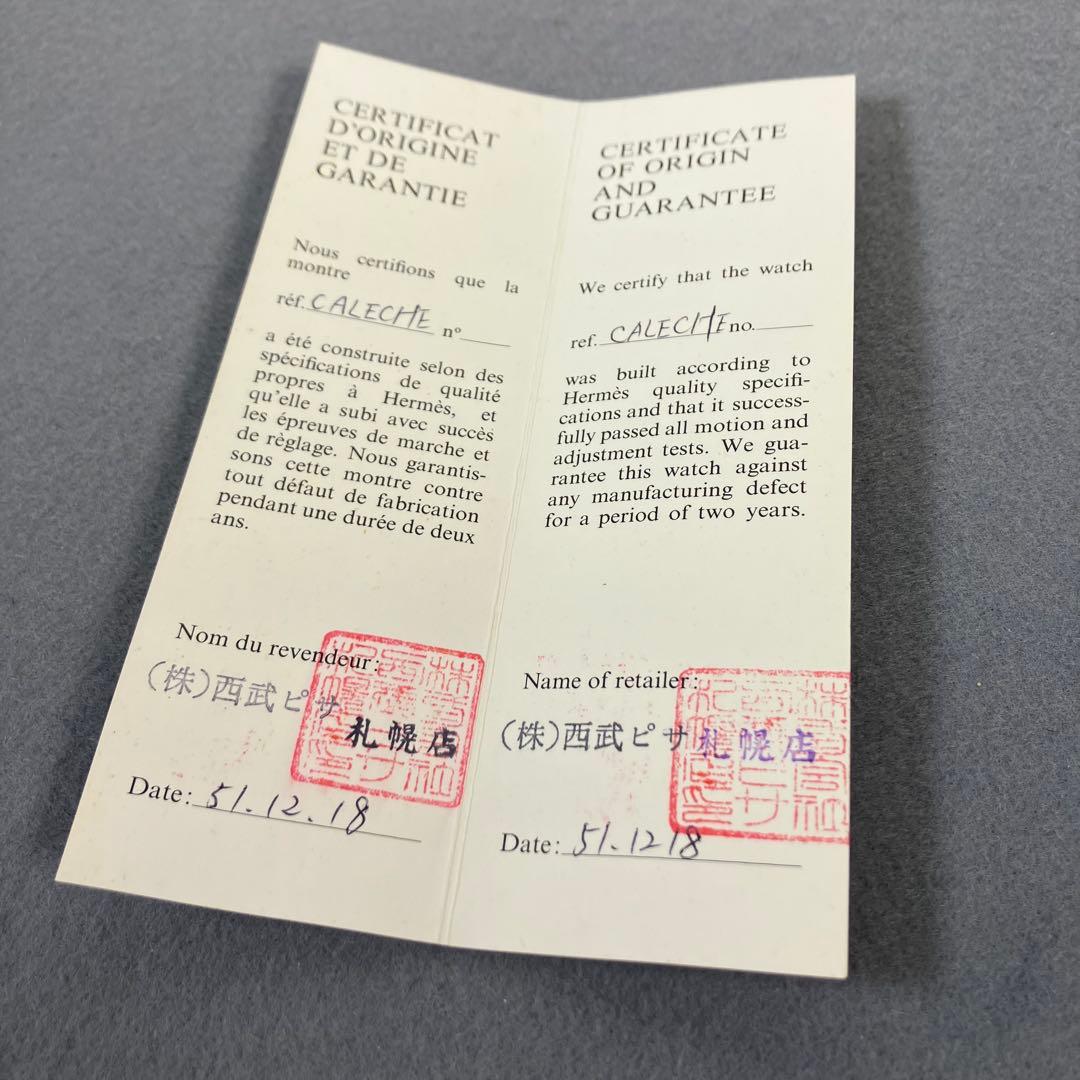 CERTIFICAT
D'ORIGINE
ET DE
GARANTIE
Nous certifions que la
montre
réf. CALECHE n°
a été construite selon des
spécifications de qualité
propres à Hermès, et
qu'elle a subi avec succès
les épreuves de marche et
de règlage. Nous garantis-
sons cette montre contre
tout défaut de fabrication
pendant une durée de deux
ans.
Nom du revendeur:
(株)西武ピサ
札幌店
Date: 51.12.18
CERTIFICATE
OF ORIGIN
AND
GUARANTEE
We certify that the watch
ref. CALECHE no.
was built according to
Hermès quality specifi-
cations and that it success-
fully passed all motion and
adjustment tests. We gua-
rantee this watch against
any manufacturing defect
for a period of two years.
Name of retailer:
(株)西武ピサ 札幌店
Date: 51.12 18